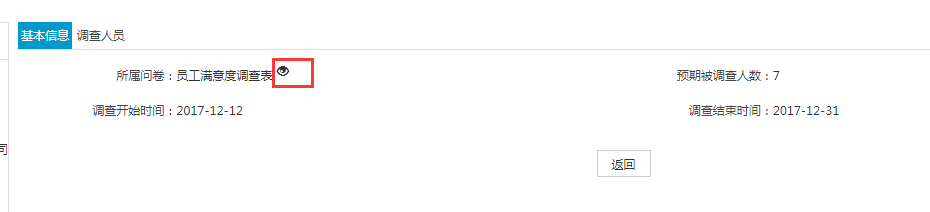 基本信息 调查人员
所属问卷：员工满意度调查表 预期被调查人数：7
调查开始时间：2017-12-12 调查结束时间：2017-12-31
司
返回